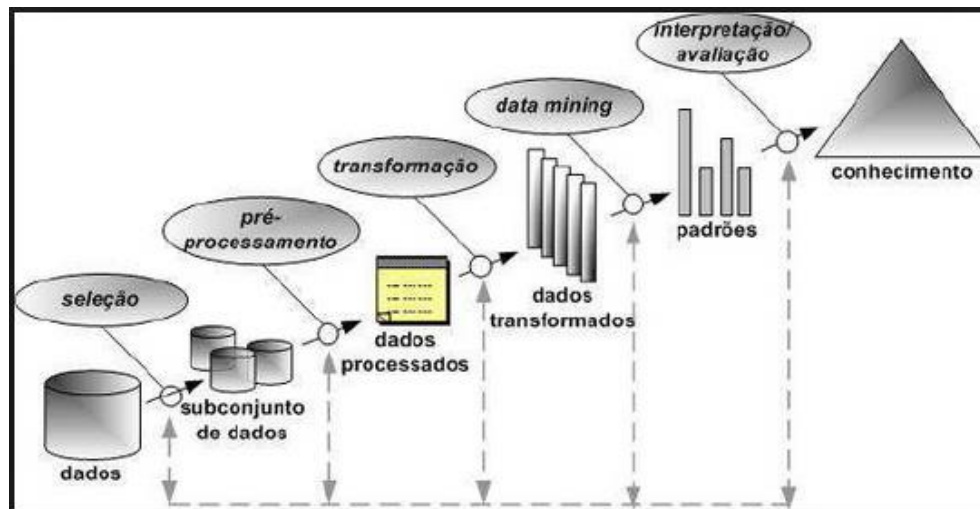 interpretação/
avaliação
data mining
conhecimento
transformação
padrões
pré-
processamento
dados
transformados
seleção
dados
processados
subconjunto
de dados
dados